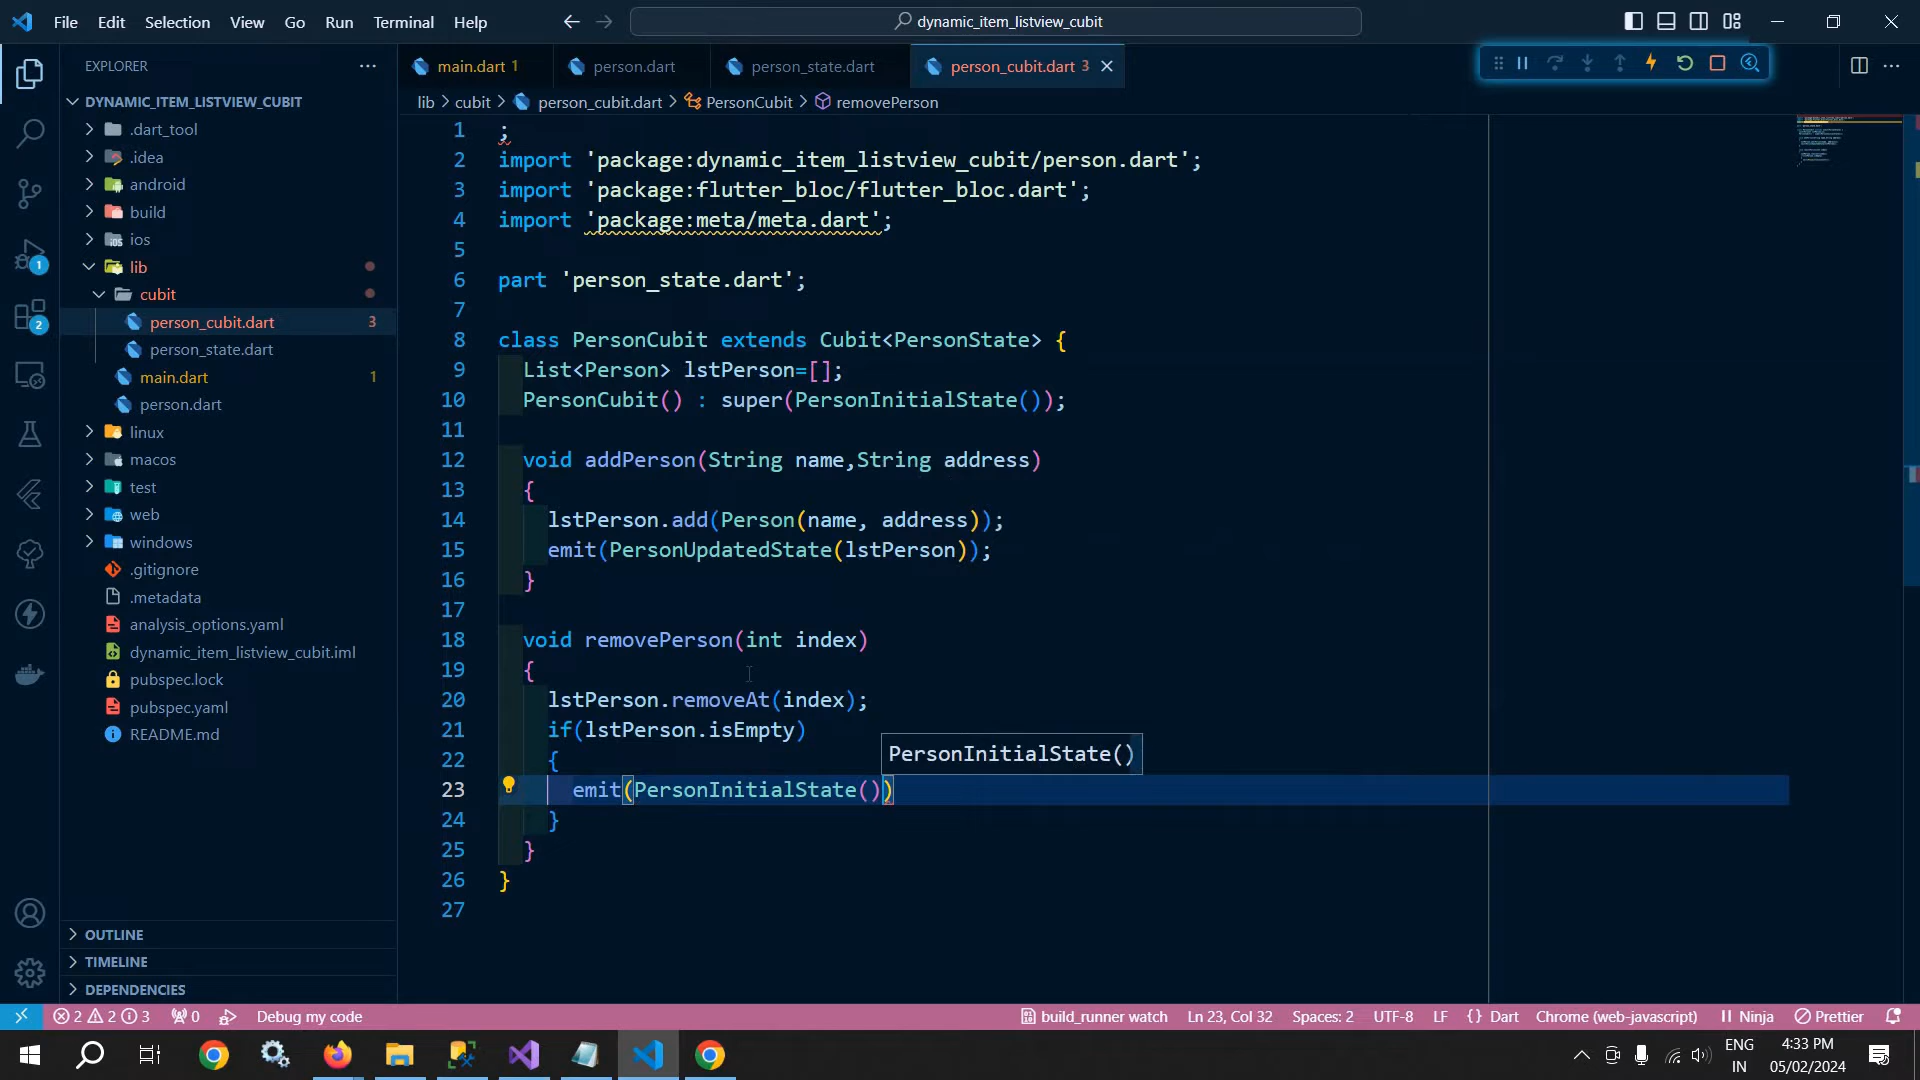 File Edit Selection View Go Run Terminal Help
dynamic_item_listview_cubit
EXPLORER
main.dart 1
person.dart
person_state.dart
person_cubit.dart 3
lib > cubit > person_cubit.dart > PersonCubit > removePerson
DYNAMIC_ITEM_LISTVIEW_CUBIT
.dart_tool
.idea
android
build
ios
lib
cubit
person_cubit.dart 3
person_state.dart
main.dart 1
person.dart
linux
macos
test
web
windows
.gitignore
.metadata
analysis_options.yaml
dynamic_item_listview_cubit.iml
pubspec.lock
pubspec.yaml
README.md
OUTLINE
TIMELINE
DEPENDENCIES
1
2
1 ;
2 import 'package:dynamic_item_listview_cubit/person.dart';
3 import 'package:flutter_bloc/flutter_bloc.dart';
4 import 'package:meta/meta.dart';
5
6 part 'person_state.dart';
7
8 class PersonCubit extends Cubit<PersonState> {
9 List<Person> lstPerson=[];
10 PersonCubit() : super(PersonInitialState());
11
12 void addPerson(String name,String address)
13 {
14 lstPerson.add(Person(name, address));
15 emit(PersonUpdatedState(lstPerson));
16 }
17
18 void removePerson(int index)
19 {
20 lstPerson.removeAt(index);
21 if(lstPerson.isEmpty)
22 {
PersonInitialState()
23 emit(PersonInitialState())
24 }
25 }
26 }
27
2 2 3 0 Debug my code
build_runner watch Ln 23, Col 32 Spaces: 2 UTF-8 LF {} Dart Chrome (web-javascript) Ninja Prettier
ENG
IN
4:33 PM
05/02/2024